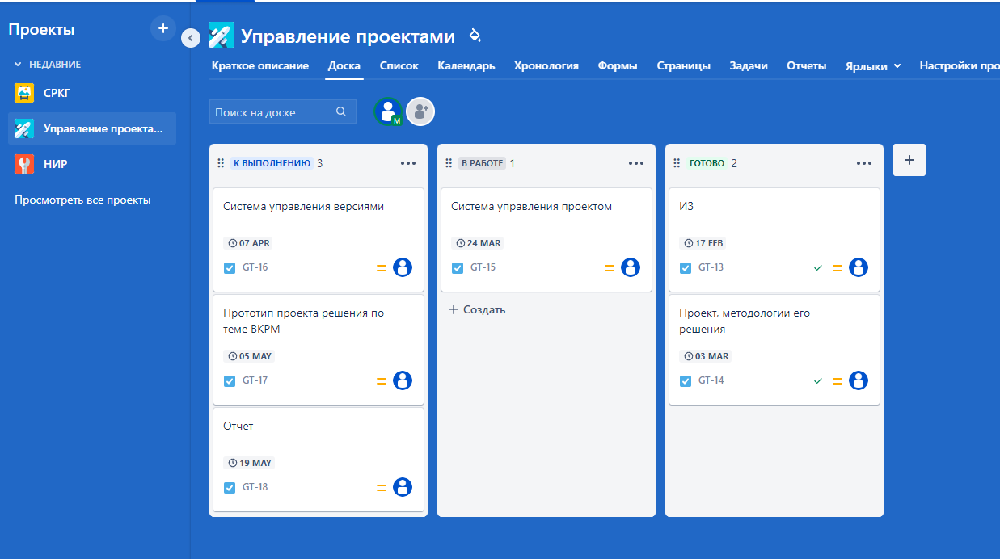 Проекты
НЕДАВНИЕ
СРКГ
Управление проекта...
НИР
Просмотреть все проекты
Управление проектами
Краткое описание Доска Список Календарь Хронология Формы Страницы Задачи Отчеты Ярлыки Настройки про
Поиск на доске
M
К ВЫПОЛНЕНИЮ 3
Система управления версиями
07 APR
GT-16
Прототип проекта решения по
теме ВКРМ
05 MAY
GT-17
Отчет
19 MAY
GT-18
В РАБОТЕ 1
Система управления проектом
24 MAR
GT-15
Создать
ГОТОВО 2
ИЗ
17 FEB
GT-13
Проект, методологии его
решения
03 MAR
GT-14